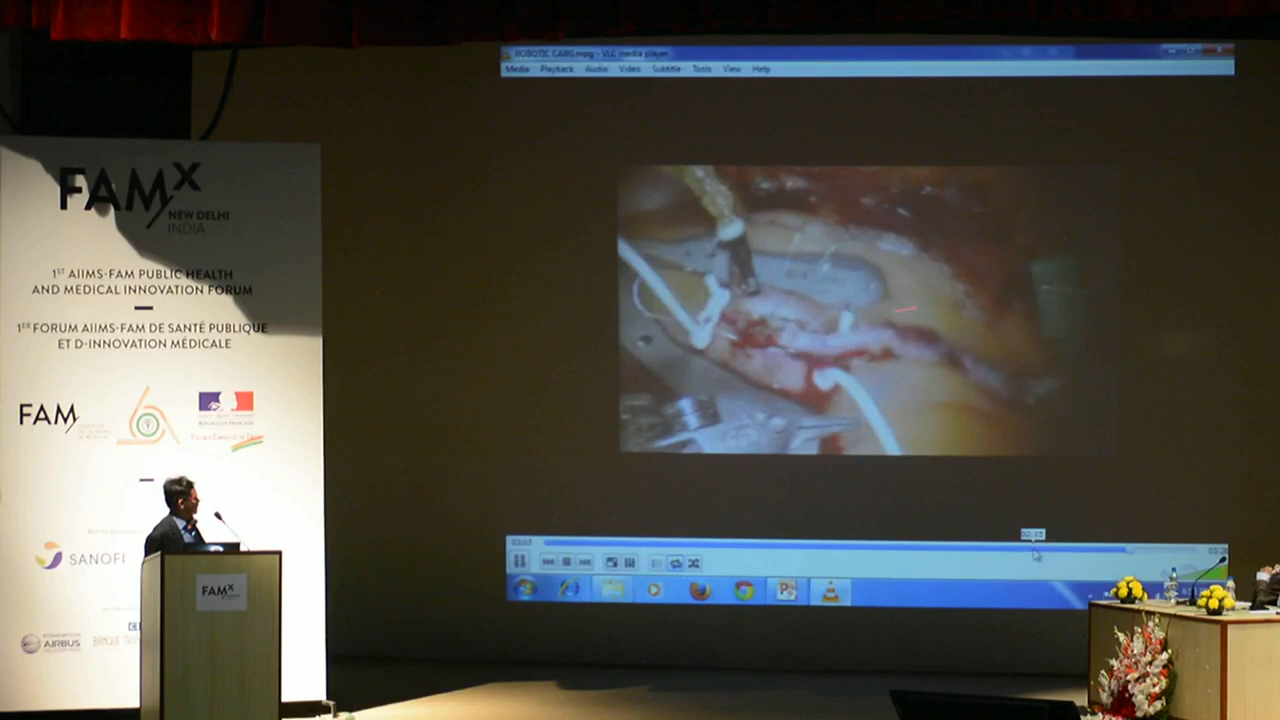 ROBOTIC CABG.mpg - VLC media player
Media Playback Audio Video Subtitle Tools View Help
FAMx
NEW DELHI
INDIA
1ST AIIMS-FAM PUBLIC HEALTH
AND MEDICAL INNOVATION FORUM
1ER FORUM AIIMS-FAM DE SANTÉ PUBLIQUE
ET D-INNOVATION MÉDICALE
FAM
SANOFI
FAMx
FONDATION
AIRBUS
BANQUE